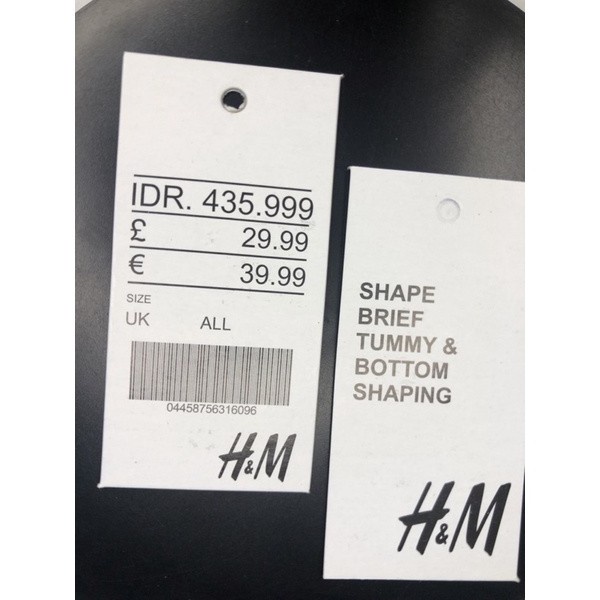 IDR. 435.999
£ 29.99
€ 39.99
SIZE
UK ALL
04458756316096
H&M
SHAPE
BRIEF
TUMMY &
BOTTOM
SHAPING
H&M